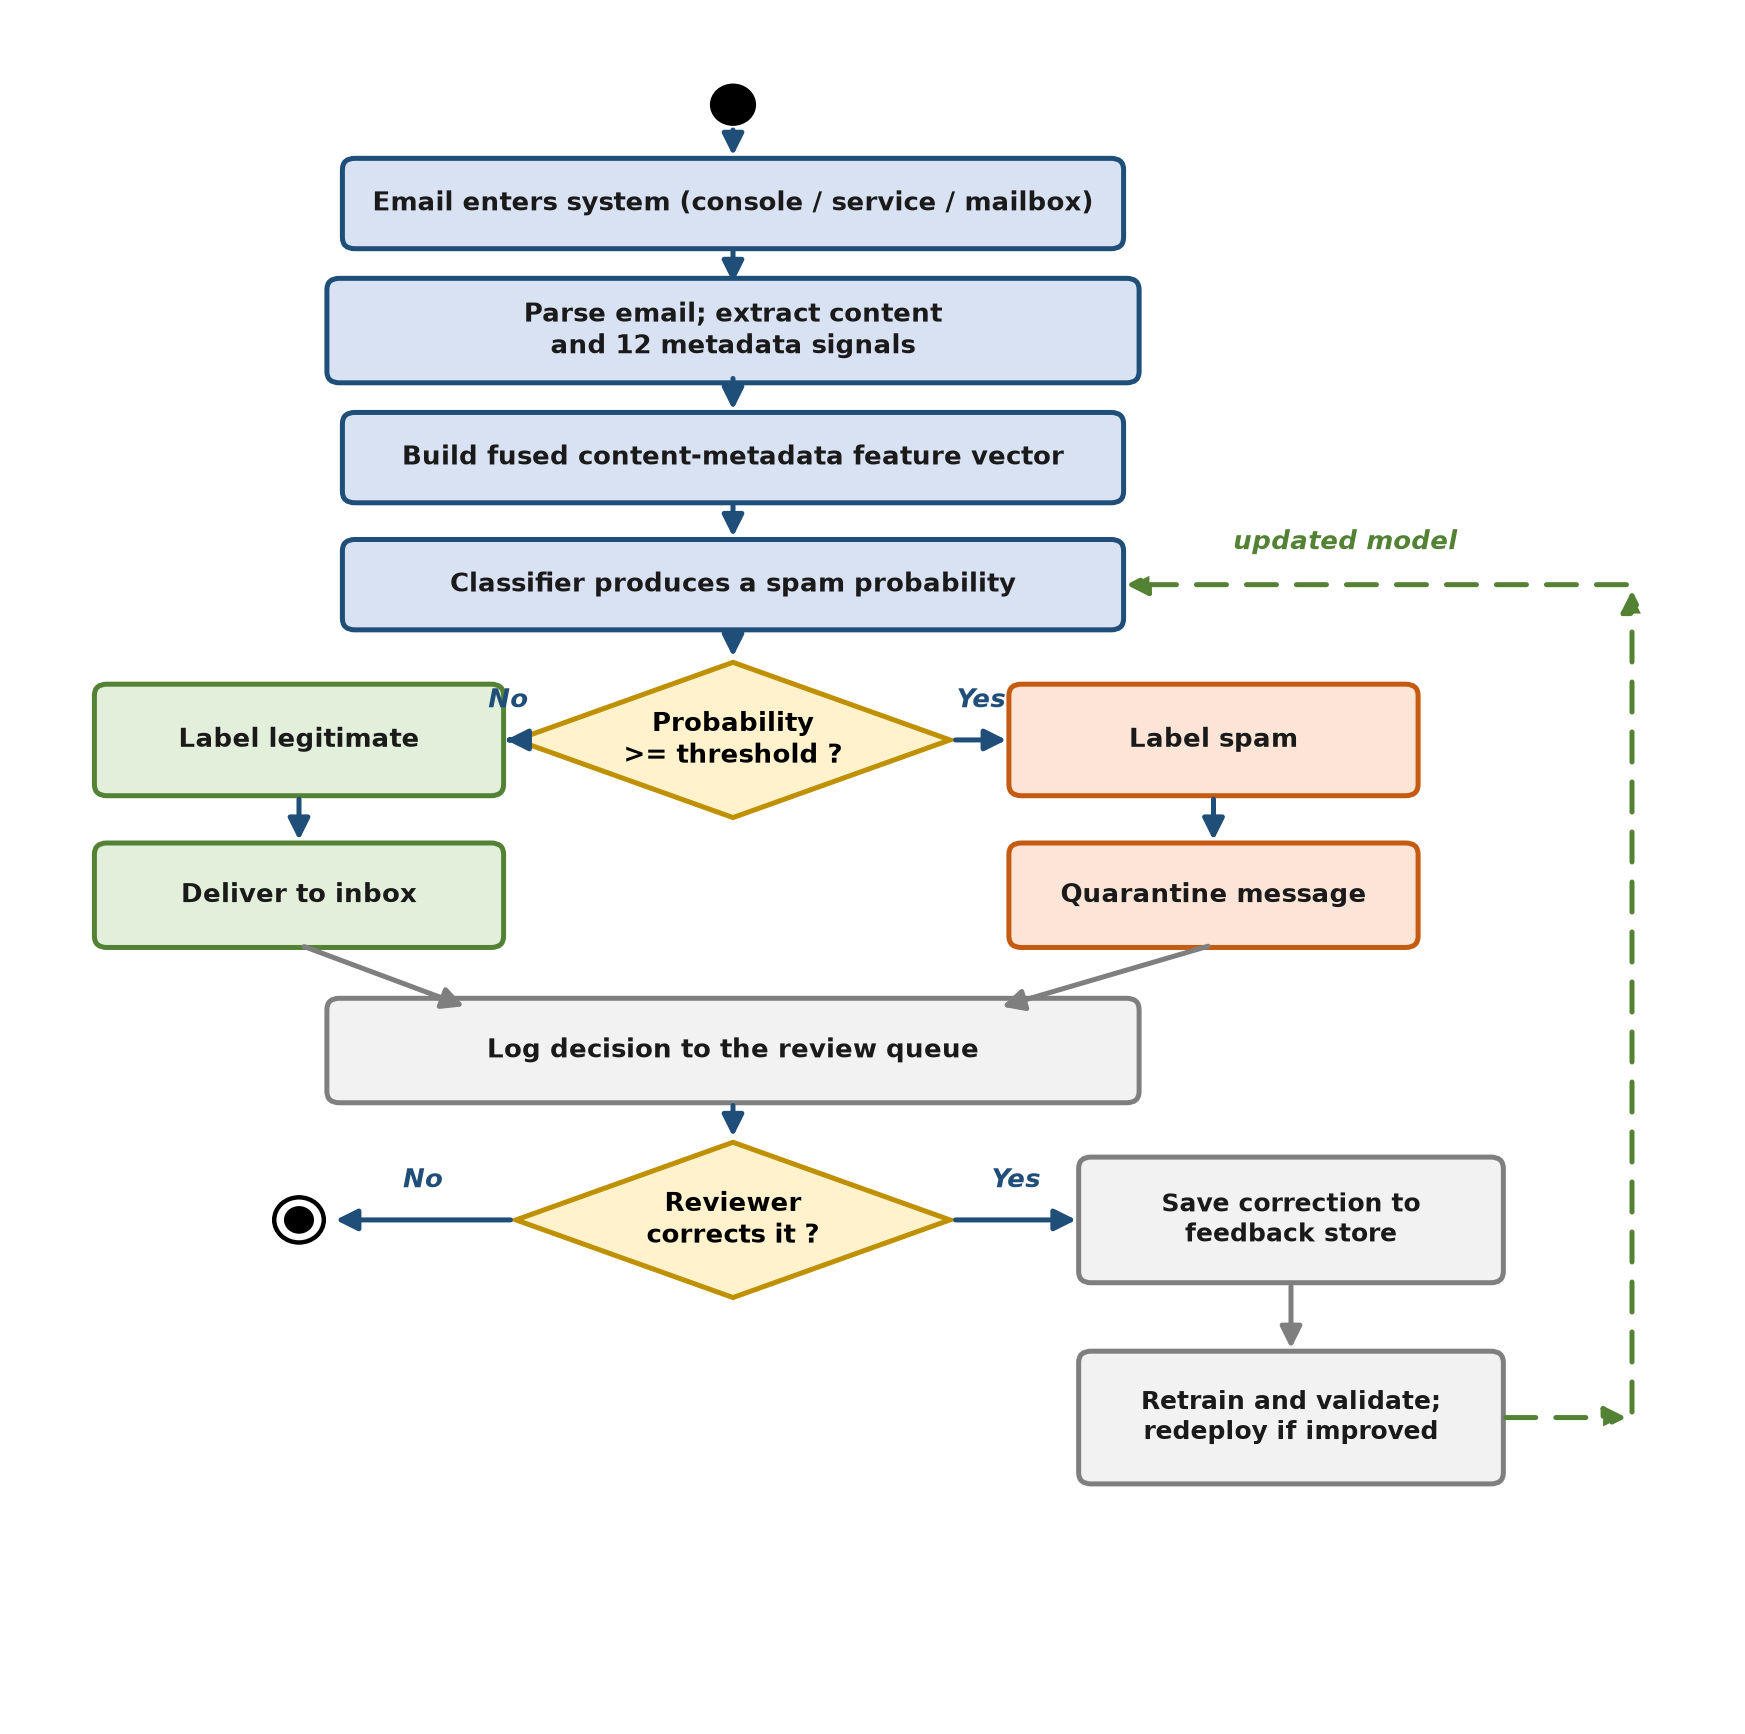 Email enters system (console / service / mailbox)
Parse email; extract content
and 12 metadata signals
Build fused content-metadata feature vector
updated model
Classifier produces a spam probability
No
Yes
Label legitimate
Probability
>= threshold ?
Label spam
Deliver to inbox
Quarantine message
Log decision to the review queue
No
Yes
Reviewer
corrects it ?
Save correction to
feedback store
Retrain and validate;
redeploy if improved